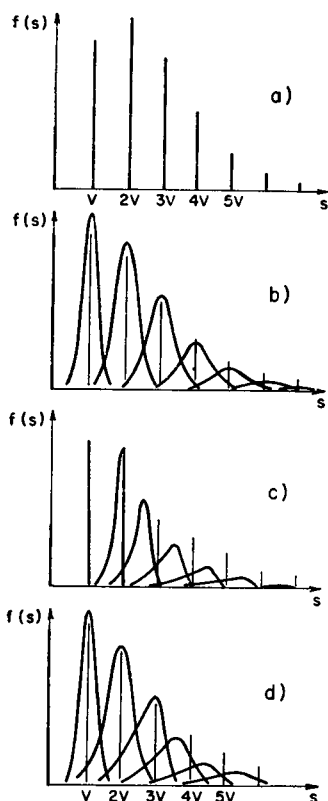 f(s)
a)
V 2V 3V 4V 5V s
f(s)
b)
s
f(s)
c)
s
f(s)
d)
V 2V 3V 4V 5V s